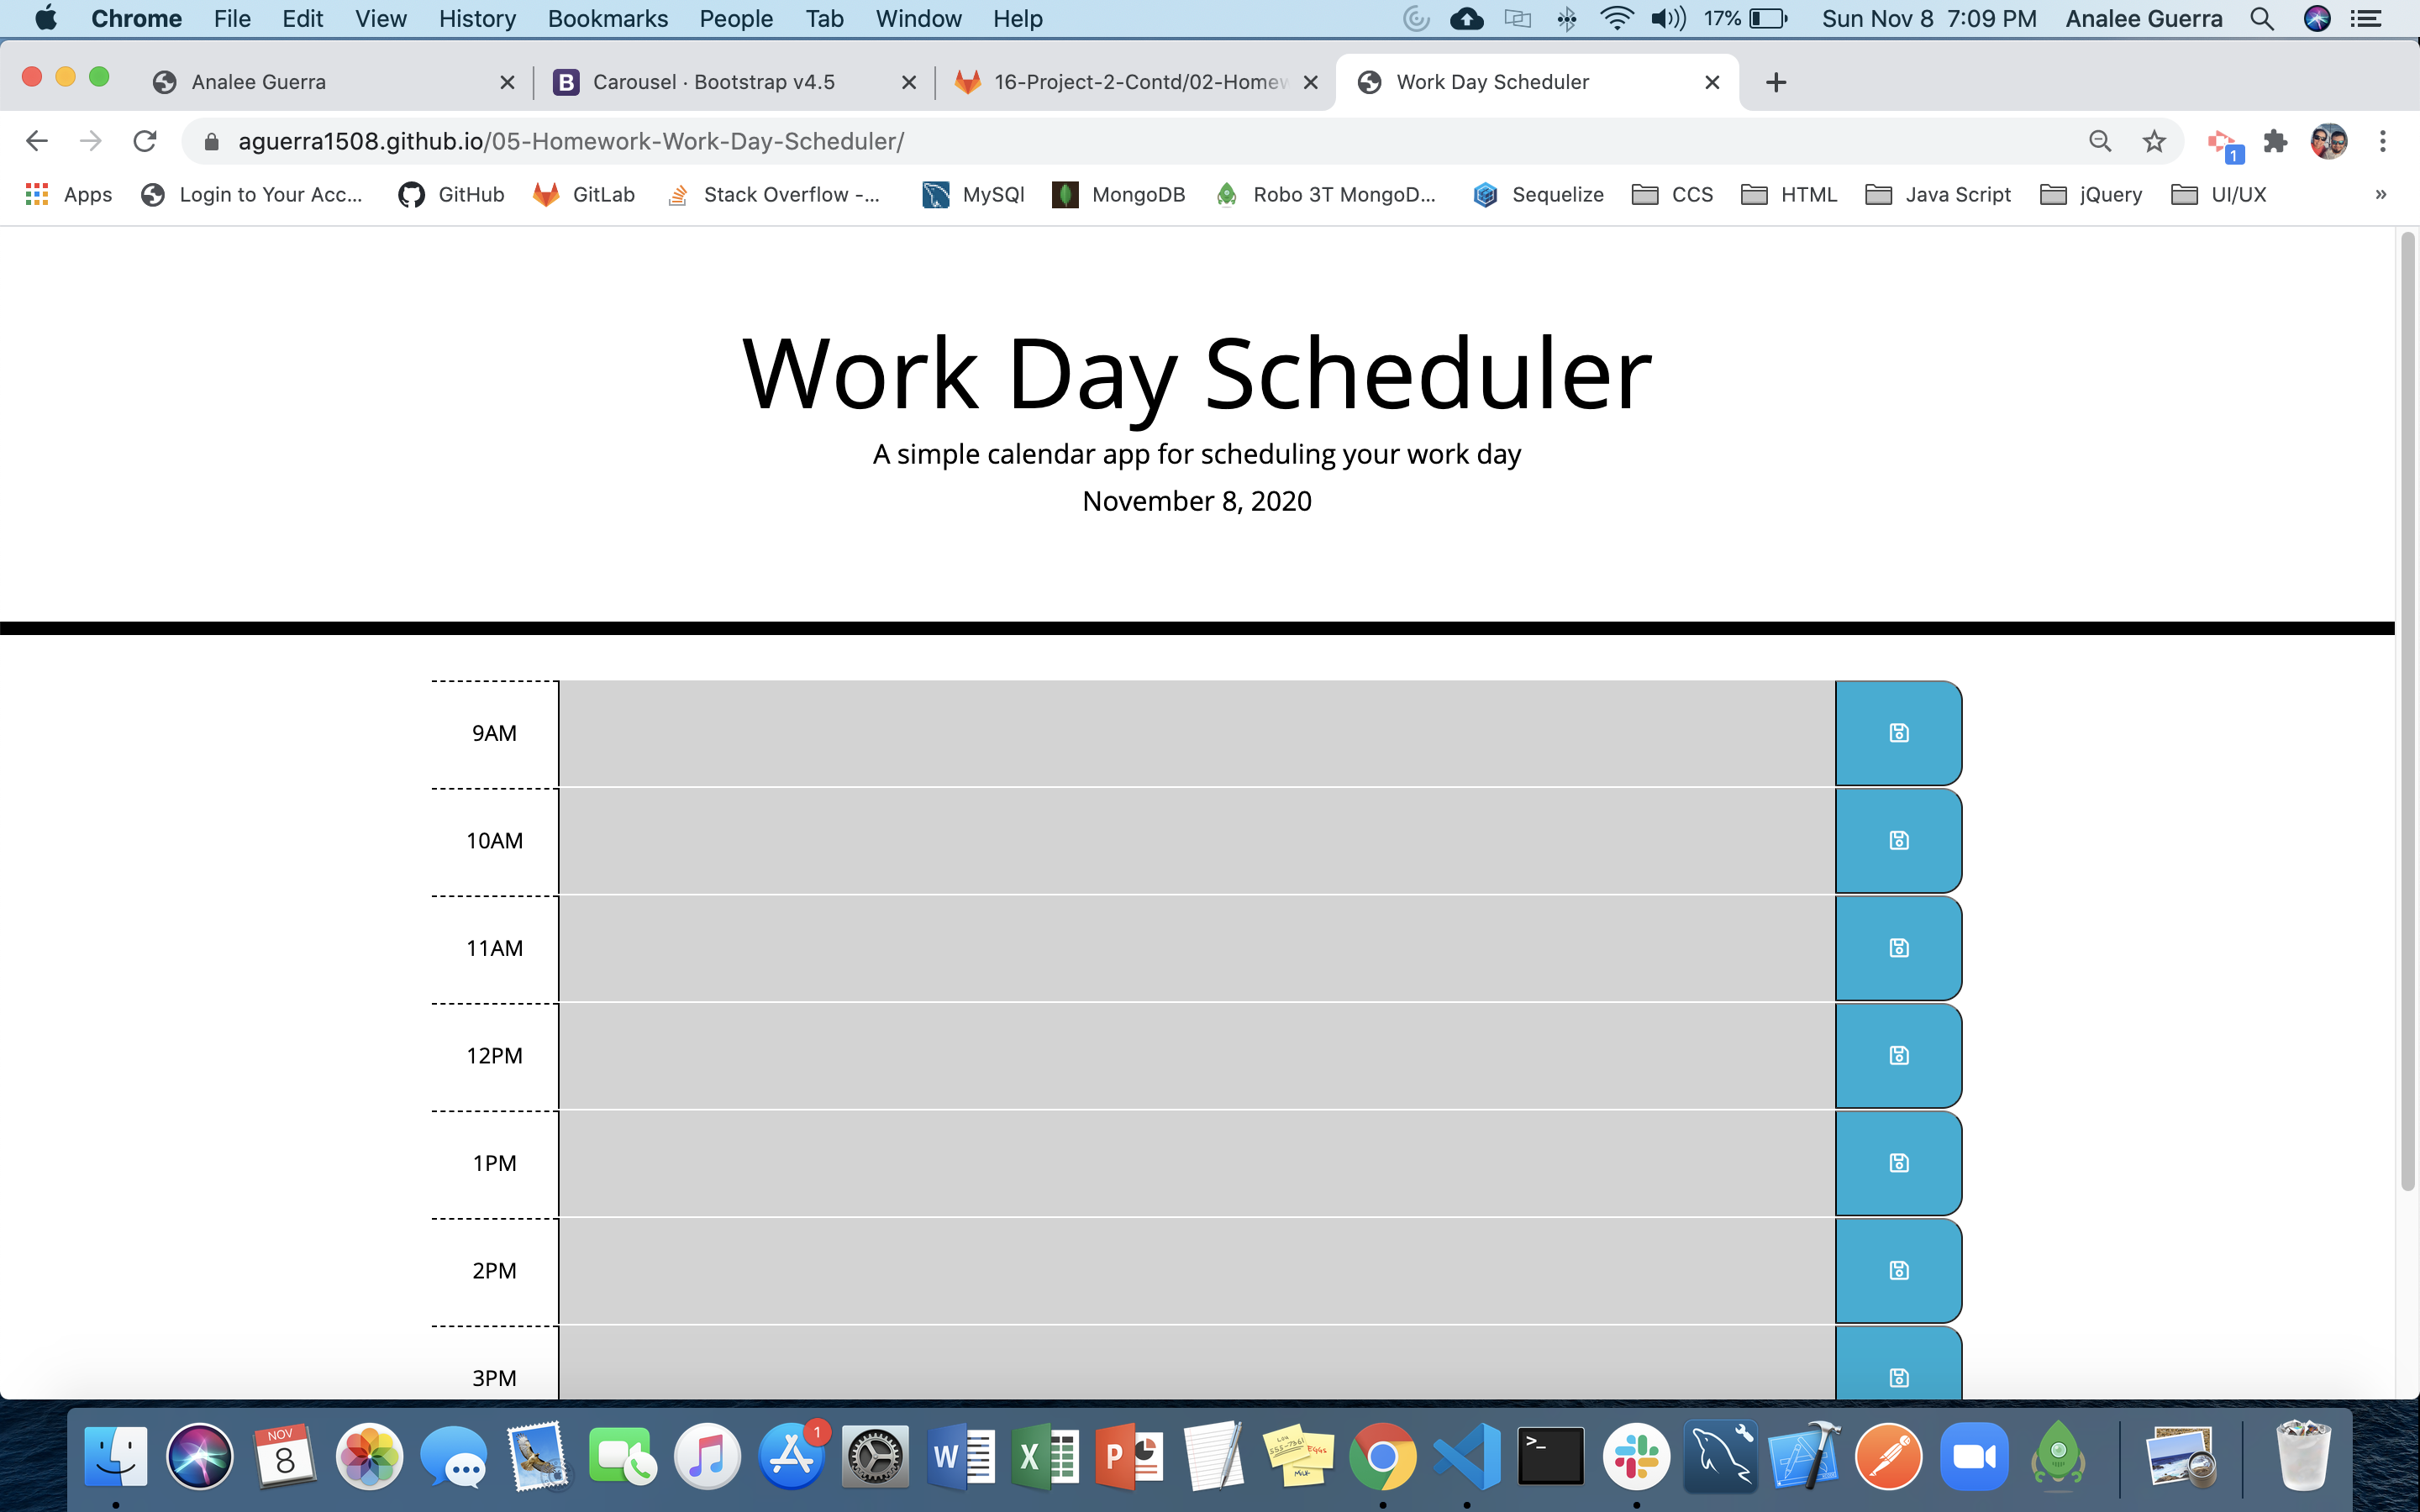 Chrome File Edit View History Bookmarks People Tab Window Help 17% Sun Nov 8 7:09 PM Analee Guerra
Analee Guerra Carousel · Bootstrap v4.5 16-Project-2-Contd/02-Homew Work Day Scheduler
aguerra1508.github.io/05-Homework-Work-Day-Scheduler/
1
Apps Login to Your Acc... GitHub GitLab Stack Overflow -... MySQl MongoDB Robo 3T MongoD... Sequelize CCS HTML Java Script jQuery UI/UX »
Work Day Scheduler
A simple calendar app for scheduling your work day
November 8, 2020
9AM
10AM
11AM
12PM
1PM
2PM
3PM
NOV
8
1
W X P >_